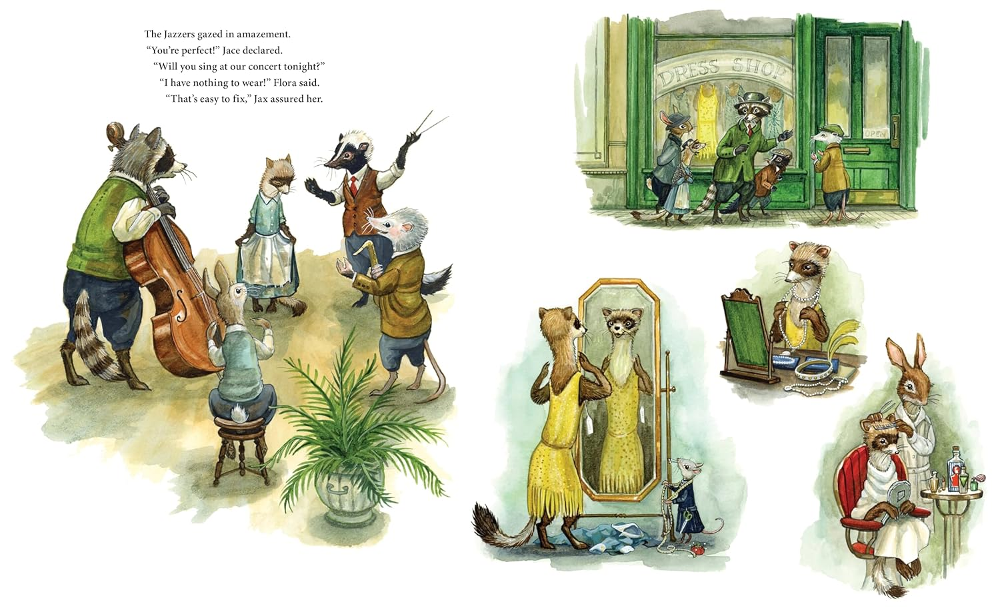 The Jazzers gazed in amazement.
“You’re perfect!” Jace declared.
“Will you sing at our concert tonight?”
“I have nothing to wear!” Flora said.
“That’s easy to fix,” Jax assured her.
DRESS SHOP
OPEN